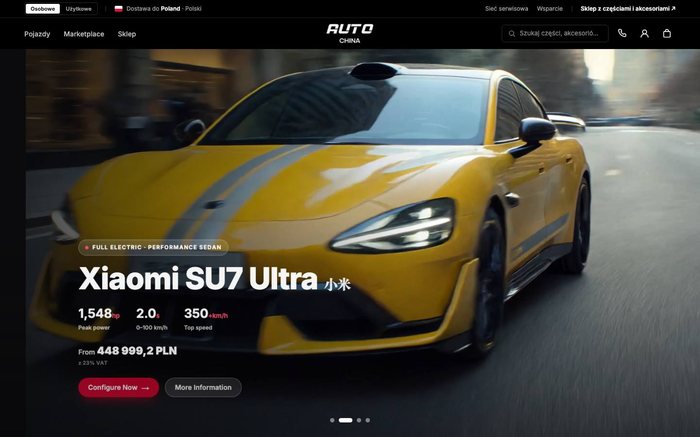 Osobowe Użytkowe Dostawa do Poland · Polski Sieć serwisowa Wsparcie Sklep z częściami i akcesoriami ↗
Pojazdy Marketplace Sklep AUTO Szukaj części, akcesorió...
CHINA
FULL ELECTRIC · PERFORMANCE SEDAN
Xiaomi SU7 Ultra 小米
1,548hp 2.0s 350+km/h
Peak power 0–100 km/h Top speed
From 448 999,2 PLN
z 23% VAT
Configure Now → More Information